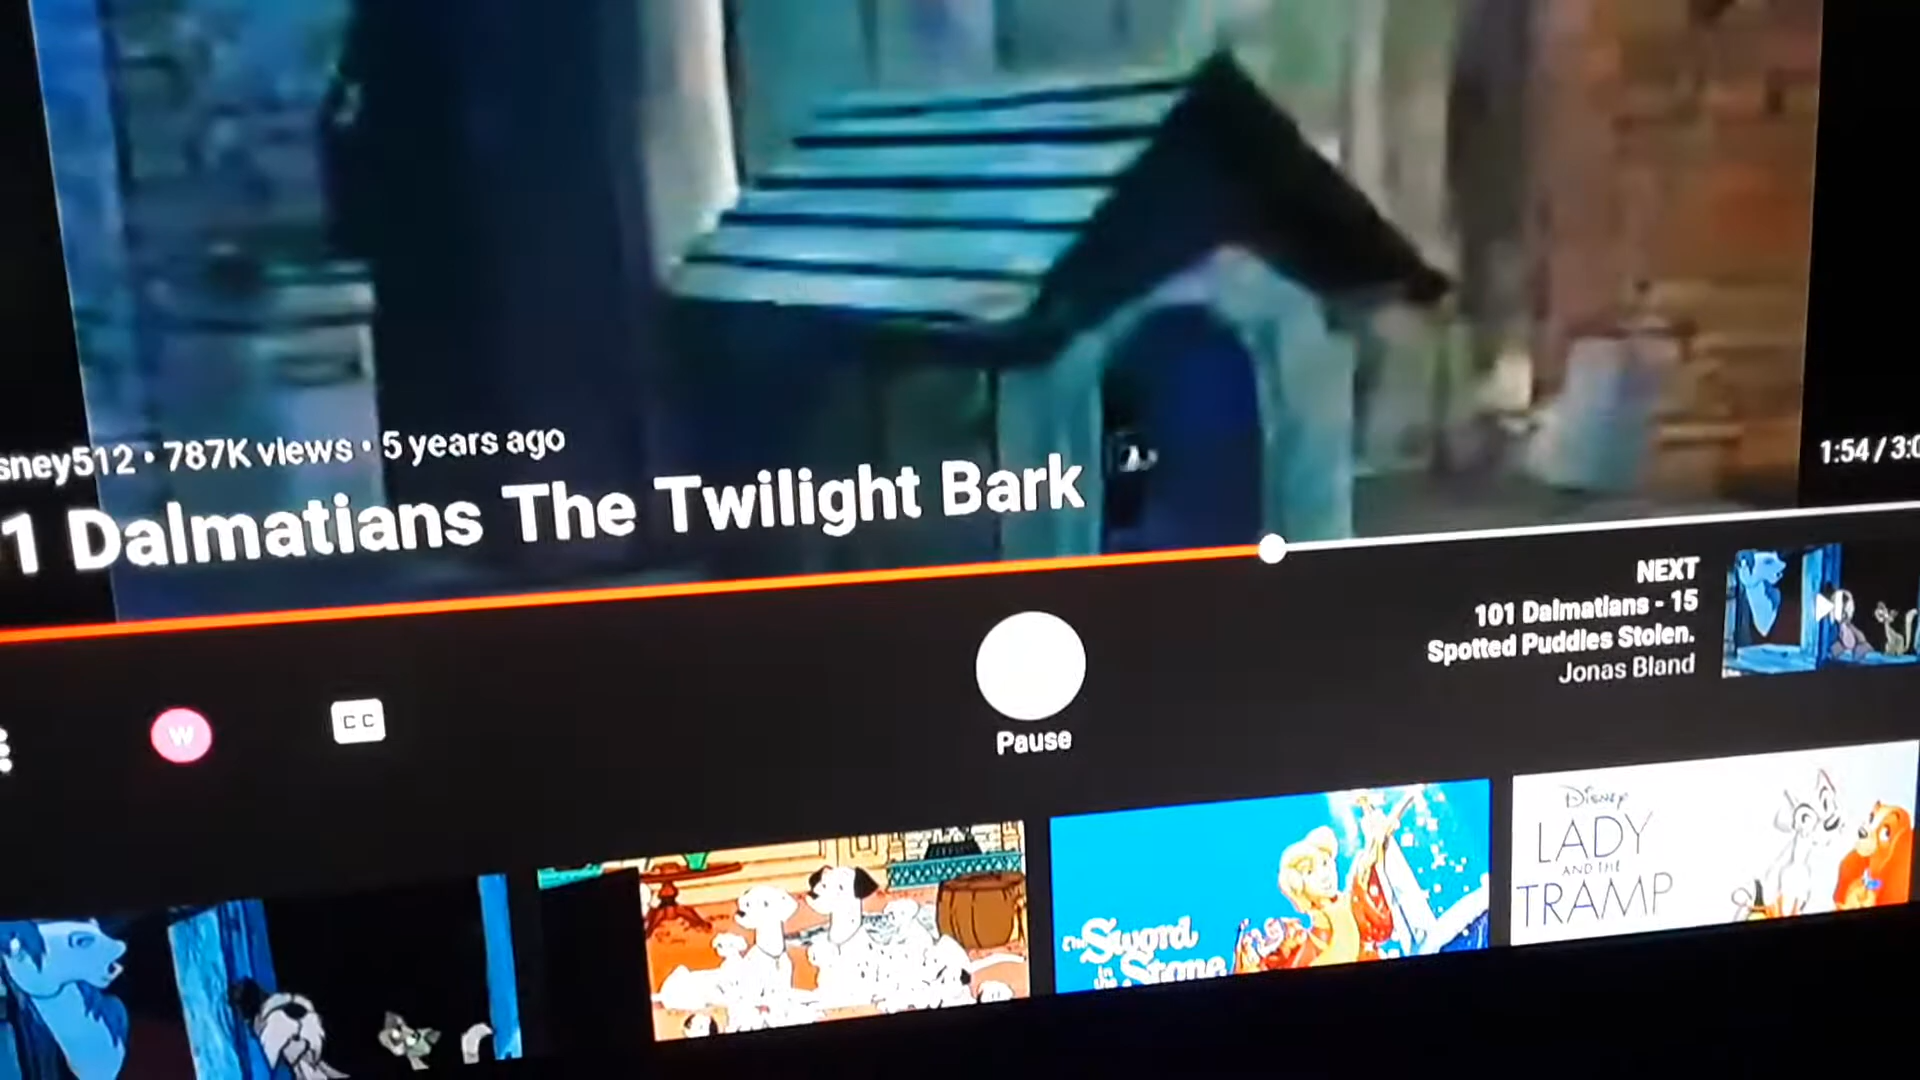 sney512 • 787K views • 5 years ago
1 Dalmatians The Twilight Bark
1:54 / 3:0
NEXT
101 Dalmatians - 15
Spotted Puddles Stolen.
Jonas Bland
W
CC
Pause
The Sword
in
the Stone
Disney
LADY
AND THE
TRAMP